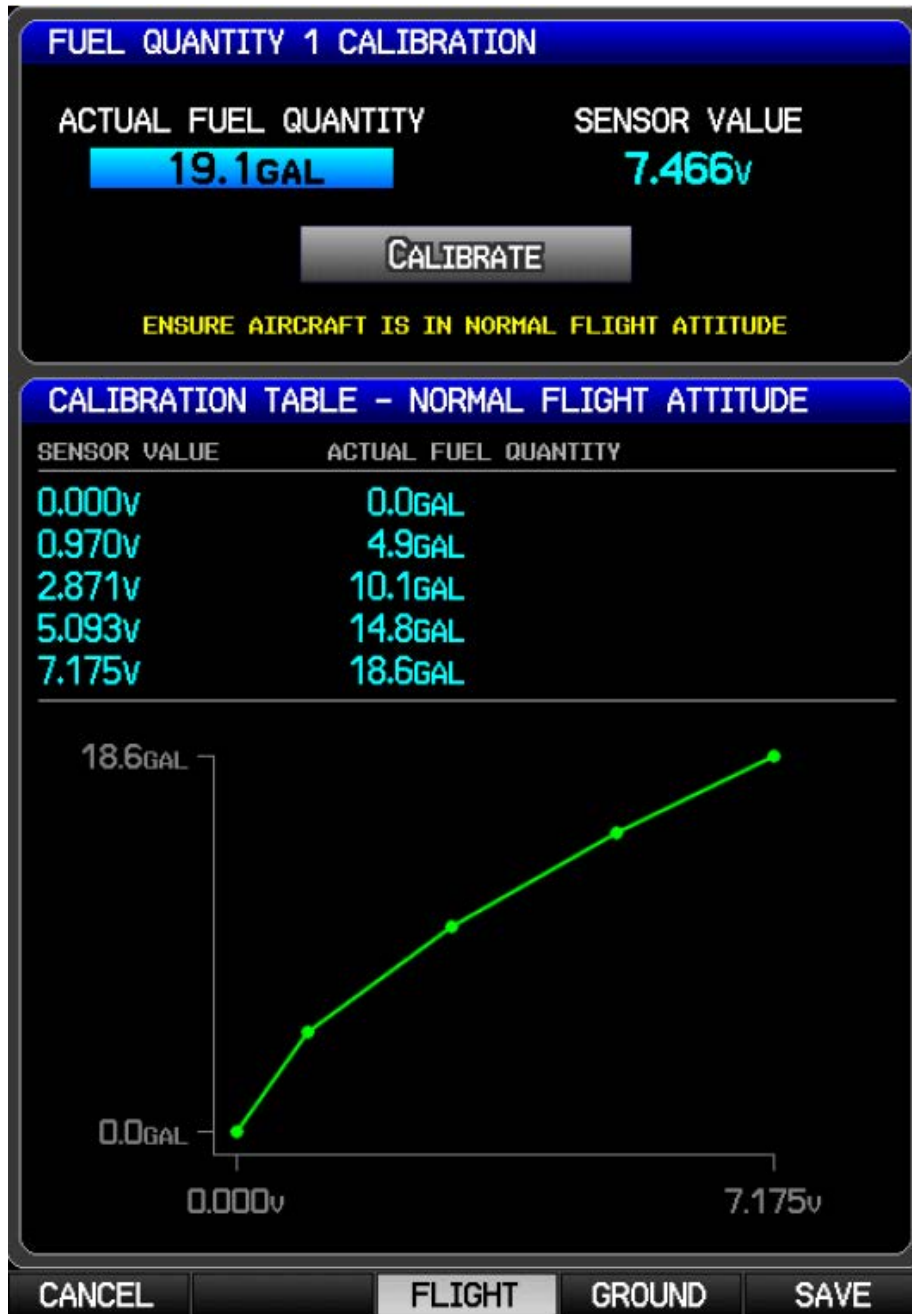 FUEL QUANTITY 1 CALIBRATION
ACTUAL FUEL QUANTITY SENSOR VALUE
19.1GAL 7.466V
CALIBRATE
ENSURE AIRCRAFT IS IN NORMAL FLIGHT ATTITUDE
CALIBRATION TABLE – NORMAL FLIGHT ATTITUDE
SENSOR VALUE ACTUAL FUEL QUANTITY
0.000V 0.0GAL
0.970V 4.9GAL
2.871V 10.1GAL
5.093V 14.8GAL
7.175V 18.6GAL
18.6GAL
0.0GAL
0.000V 7.175V
CANCEL FLIGHT GROUND SAVE